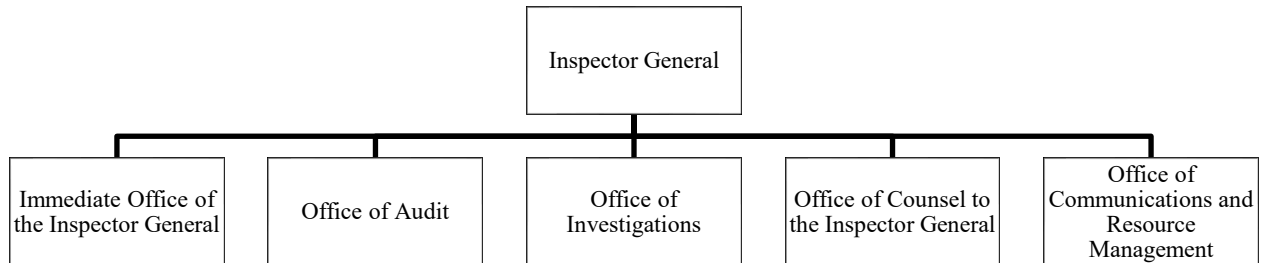 Inspector General
Immediate Office of
the Inspector General
Office of Audit
Office of
Investigations
Office of Counsel to
the Inspector General
Office of
Communications and
Resource
Management